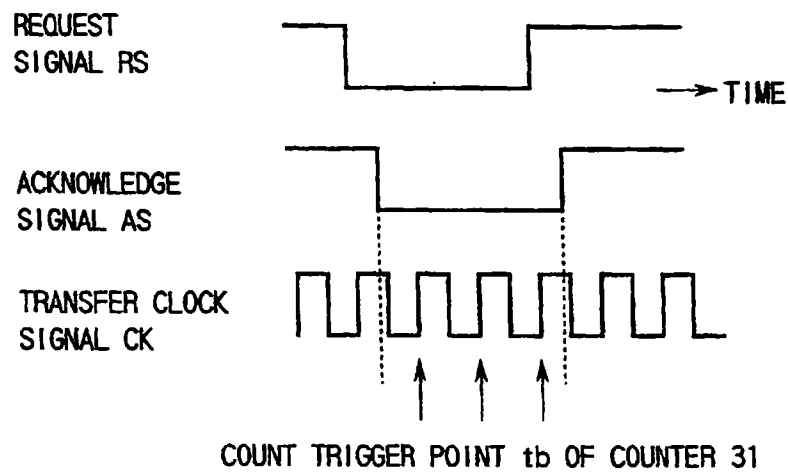 REQUEST
SIGNAL RS
TIME
ACKNOWLEDGE
SIGNAL AS
TRANSFER CLOCK
SIGNAL CK
COUNT TRIGGER POINT tb OF COUNTER 31